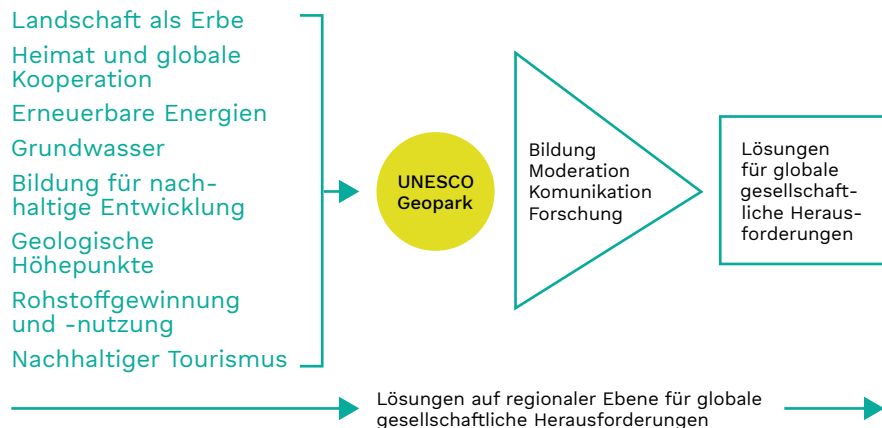 Landschaft als Erbe
Heimat und globale
Kooperation
Erneuerbare Energien
Grundwasser
Bildung für nach-
haltige Entwicklung
Geologische
Höhepunkte
Rohstoffgewinnung
und -nutzung
Nachhaltiger Tourismus
UNESCO
Geopark
Bildung
Moderation
Komunikation
Forschung
Lösungen
für globale
gesellschaft-
liche Heraus-
forderungen
Lösungen auf regionaler Ebene für globale
gesellschaftliche Herausforderungen